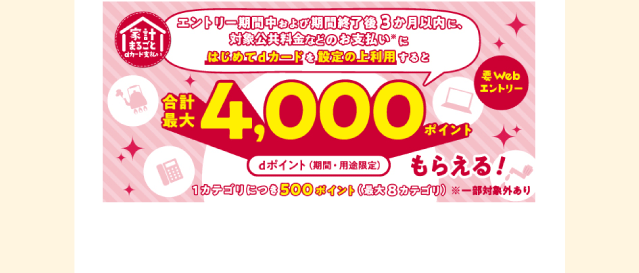 家計
まるごと
dカード支払い
エントリー期間中および期間終了後3か月以内に、
対象公共料金などのお支払い※に
はじめてdカードを設定の上利用すると
要Web
エントリー
合計
最大
4,000
ポイント
dポイント(期間・用途限定)
もらえる!
1カテゴリにつき500ポイント(最大8カテゴリ)※一部対象外あり